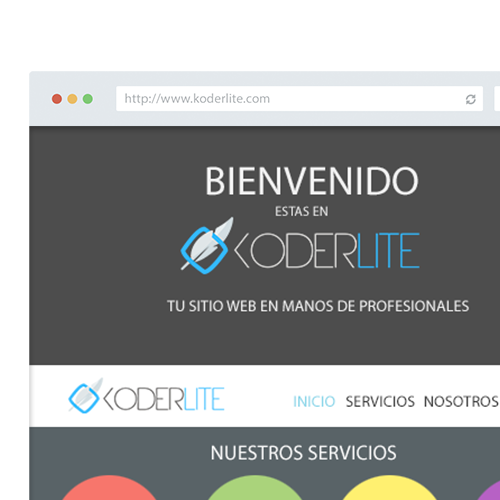 http://www.koderlite.com
BIENVENIDO
ESTAS EN
KODERLITE
TU SITIO WEB EN MANOS DE PROFESIONALES
KODERLITE INICIO SERVICIOS NOSOTROS
NUESTROS SERVICIOS